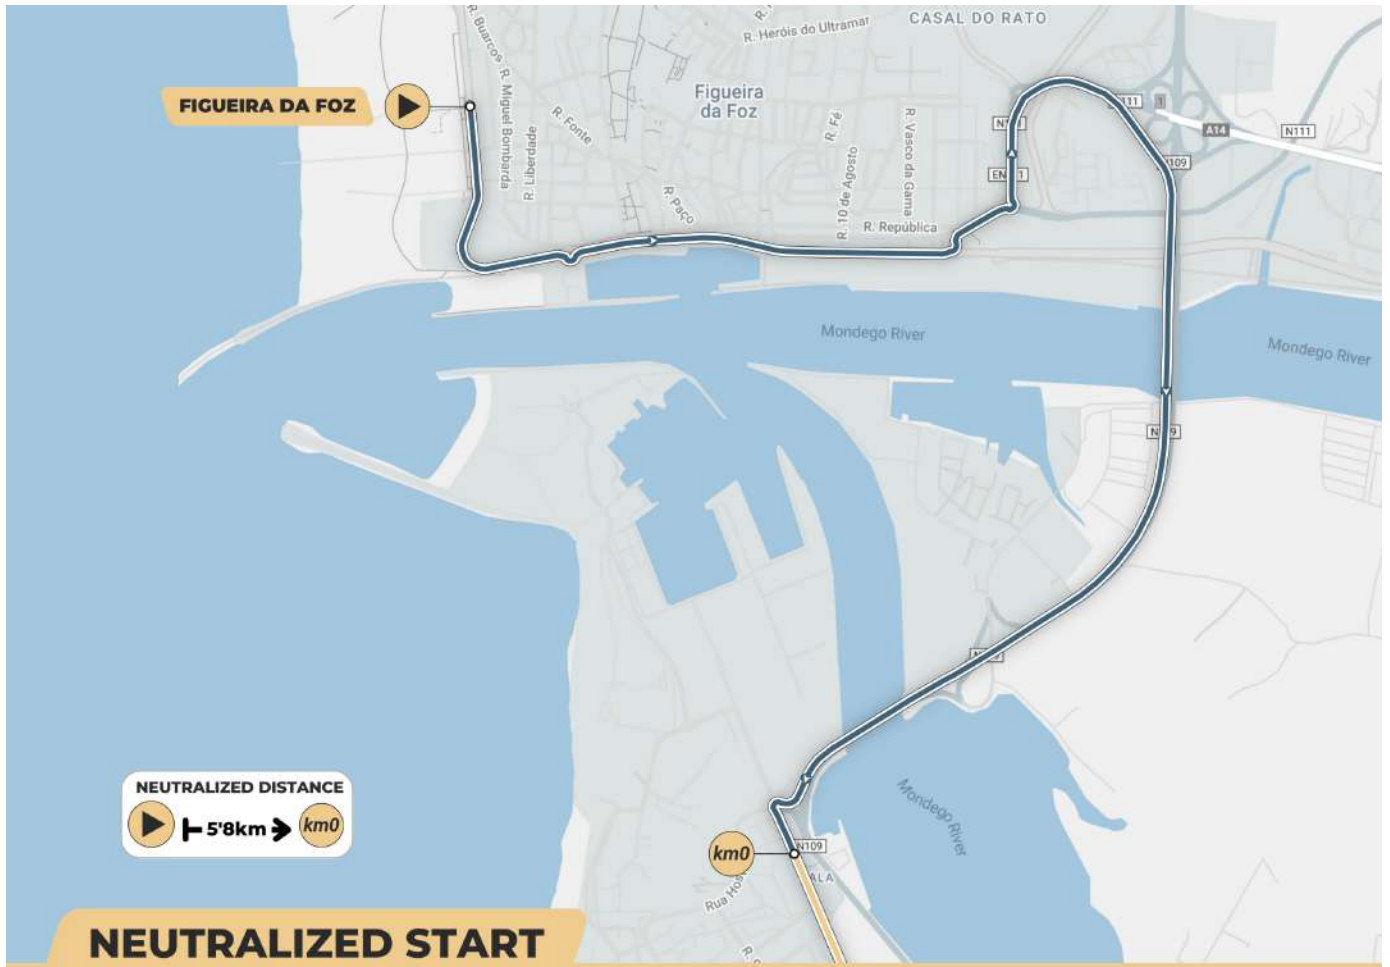 R. Buarcos
R. Heróis do Ultramar
CASAL DO RATO
FIGUEIRA DA FOZ
R. Miguel Bombarda
R. Liberdade
R. Fonte
Figueira
da Foz
R. Fé
R. Vasco da Gama
R. 10 de Agosto
R. Paço
R. República
1
A14
N111
Mondego River
Mondego River
Mondego River
NEUTRALIZED DISTANCE
5'8km
km0
km0
N109
NEUTRALIZED START